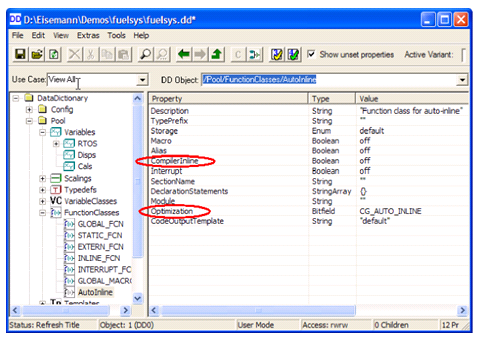 DD D:\Eisemann\Demos\fuelsys\fuelsys.dd*
File Edit View Extras Tools Help
Show unset properties Active Variant:
Use Case: View All DD Object: /Pool/FunctionClasses/AutoInline
DataDictionary
Config
Pool
Variables
RTOS
Disps
Cals
Scalings
Typedefs
VC VariableClasses
FunctionClasses
GLOBAL_FCN
STATIC_FCN
EXTERN_FCN
INLINE_FCN
INTERRUPT_FC
GLOBAL_MACR
AutoInline
Templates
Property Type Value
Description String "Function class for auto-inline"
TypePrefix String ""
Storage Enum default
Macro Boolean off
Alias Boolean off
CompilerInline Boolean off
Interrupt Boolean off
SectionName String ""
DeclarationStatements StringArray {}
Module String ""
Optimization Bitfield CG_AUTO_INLINE
CodeOutputTemplate String "default"
Status: Refresh Title Object: 1 (DD0) User Mode Access: rwrw 0 Children 12 Pr